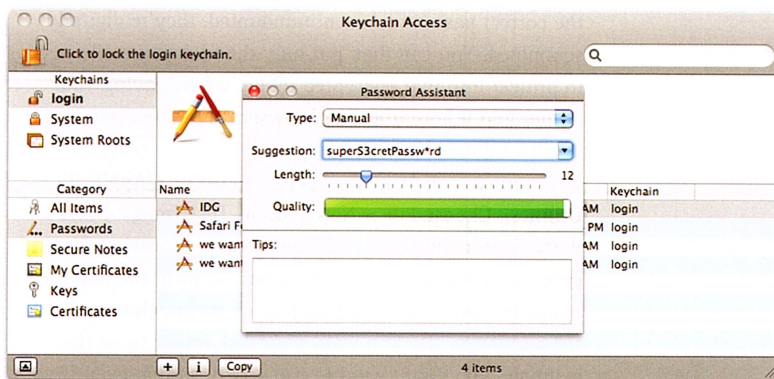 Keychain Access
Click to lock the login keychain.
Keychains
login
System
System Roots
Category
All Items
Passwords
Secure Notes
My Certificates
Keys
Certificates
Name
Keychain
IDG
AM login
Safari
PM login
we want
AM login
we want
AM login
Password Assistant
Type: Manual
Suggestion: superS3cretPassw*rd
Length: 12
Quality:
Tips:
+ i Copy
4 items